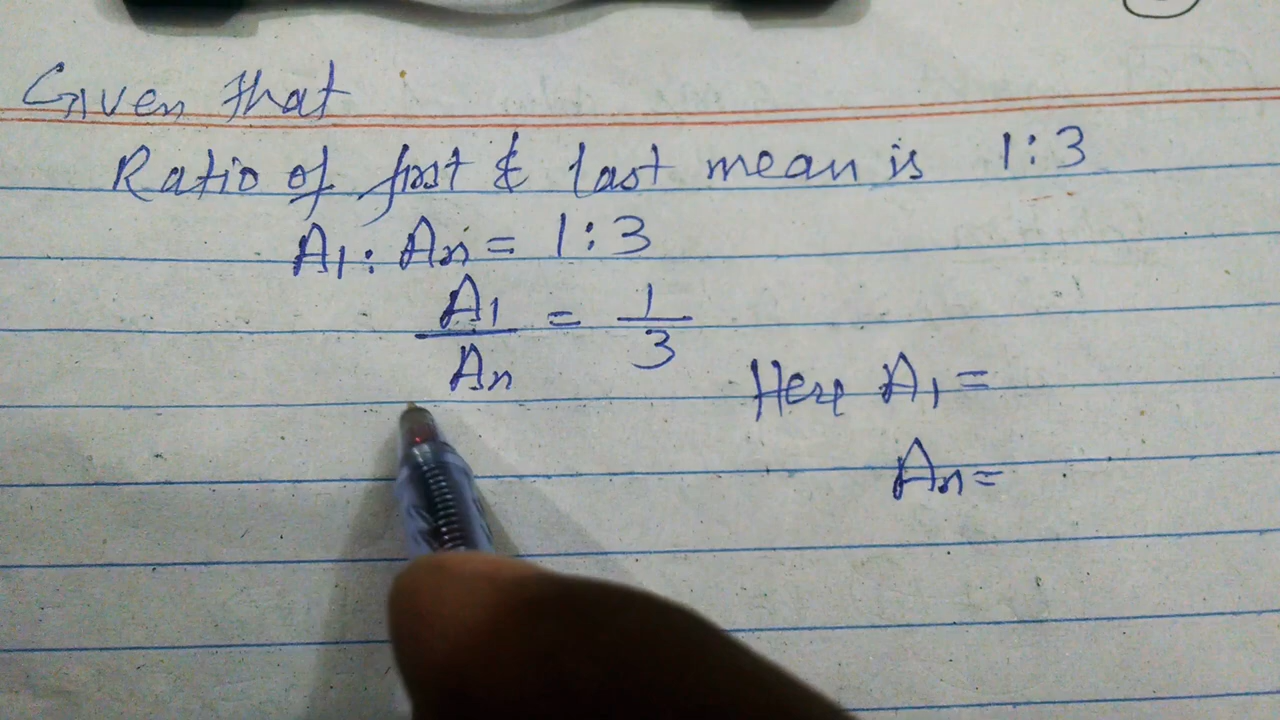 Given that
Ratio of first & last mean is 1:3
A1: An = 1:3
A1/An = 1/3
Here A1 =
An =